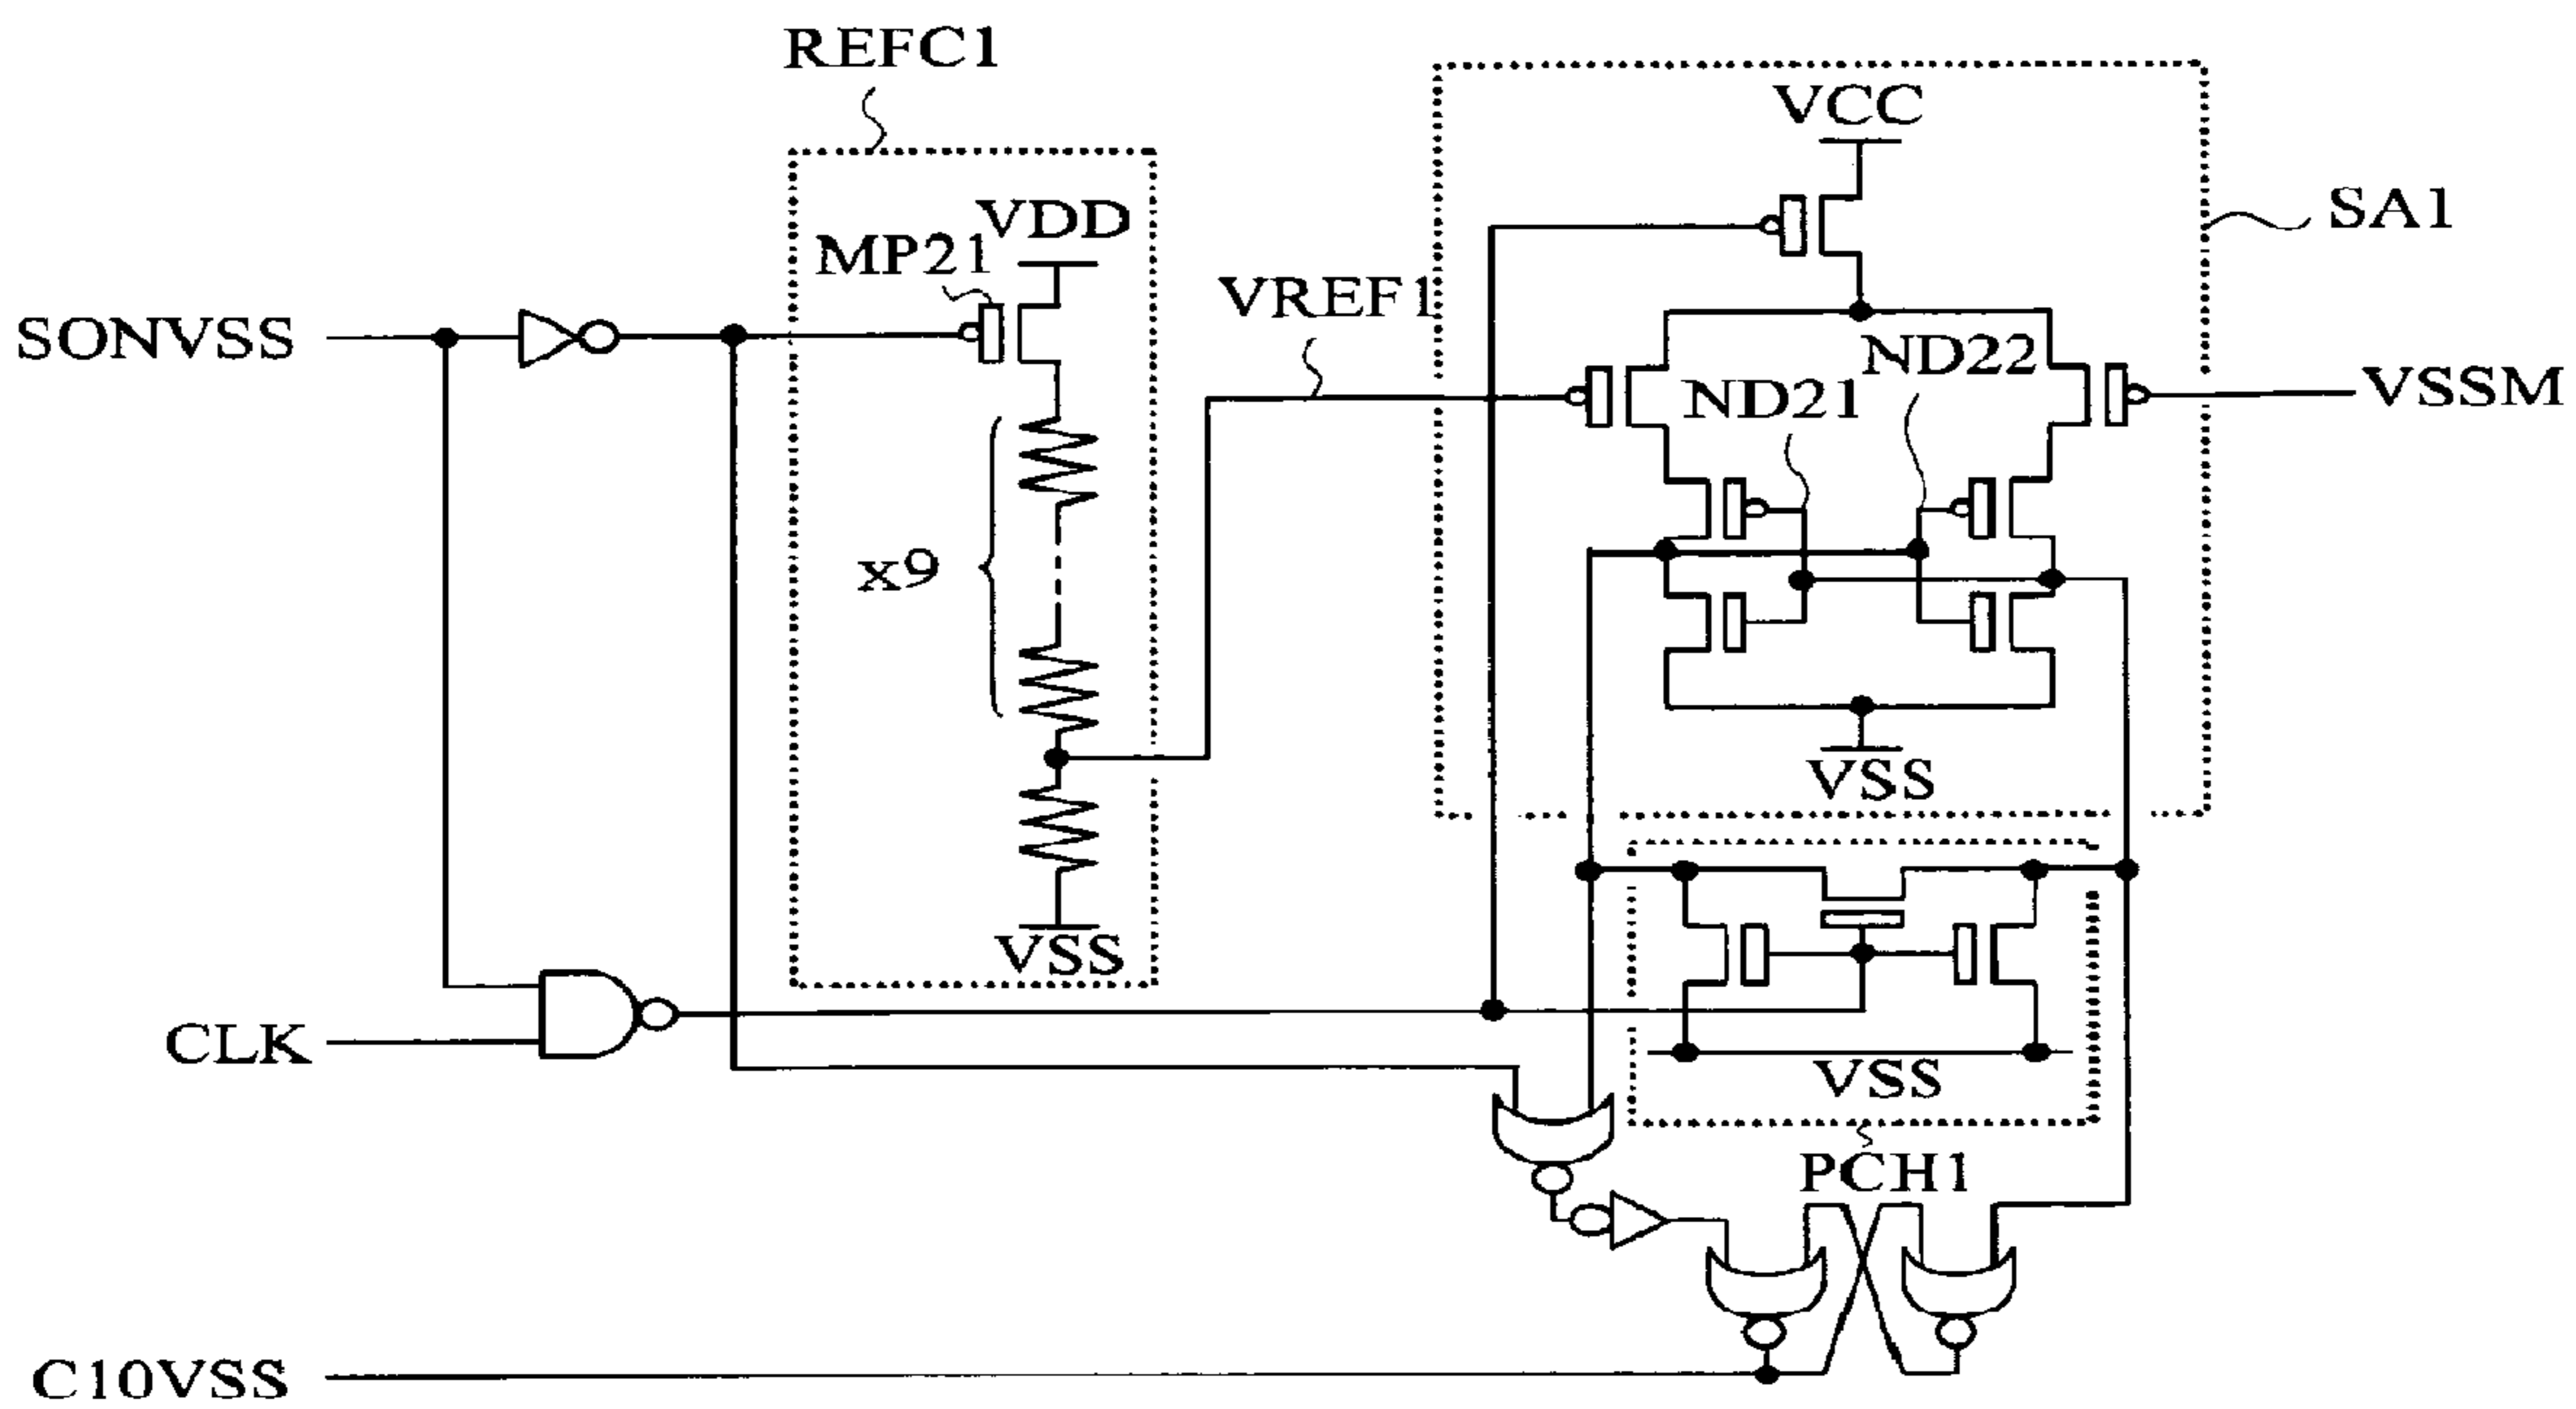 REFC1
VCC
SA1
VDD
MP21
VREF1
SONVSS
ND22
VSSM
ND21
x9
VSS
VSS
CLK
VSS
PCH1
C10VSS